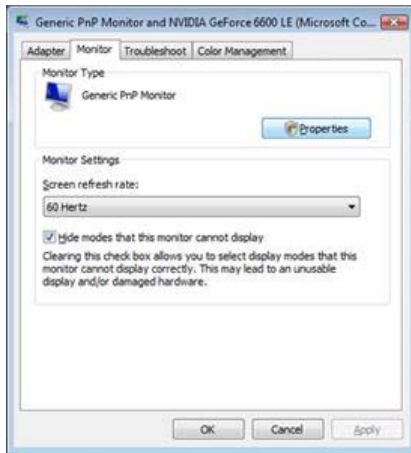 Generic PnP Monitor and NVIDIA GeForce 6600 LE (Microsoft Co...
Adapter Monitor Troubleshoot Color Management
Monitor Type
Generic PnP Monitor
Properties
Monitor Settings
Screen refresh rate:
60 Hertz
Hide modes that this monitor cannot display
Clearing this check box allows you to select display modes that this
monitor cannot display correctly. This may lead to an unusable
display and/or damaged hardware.
OK Cancel Apply